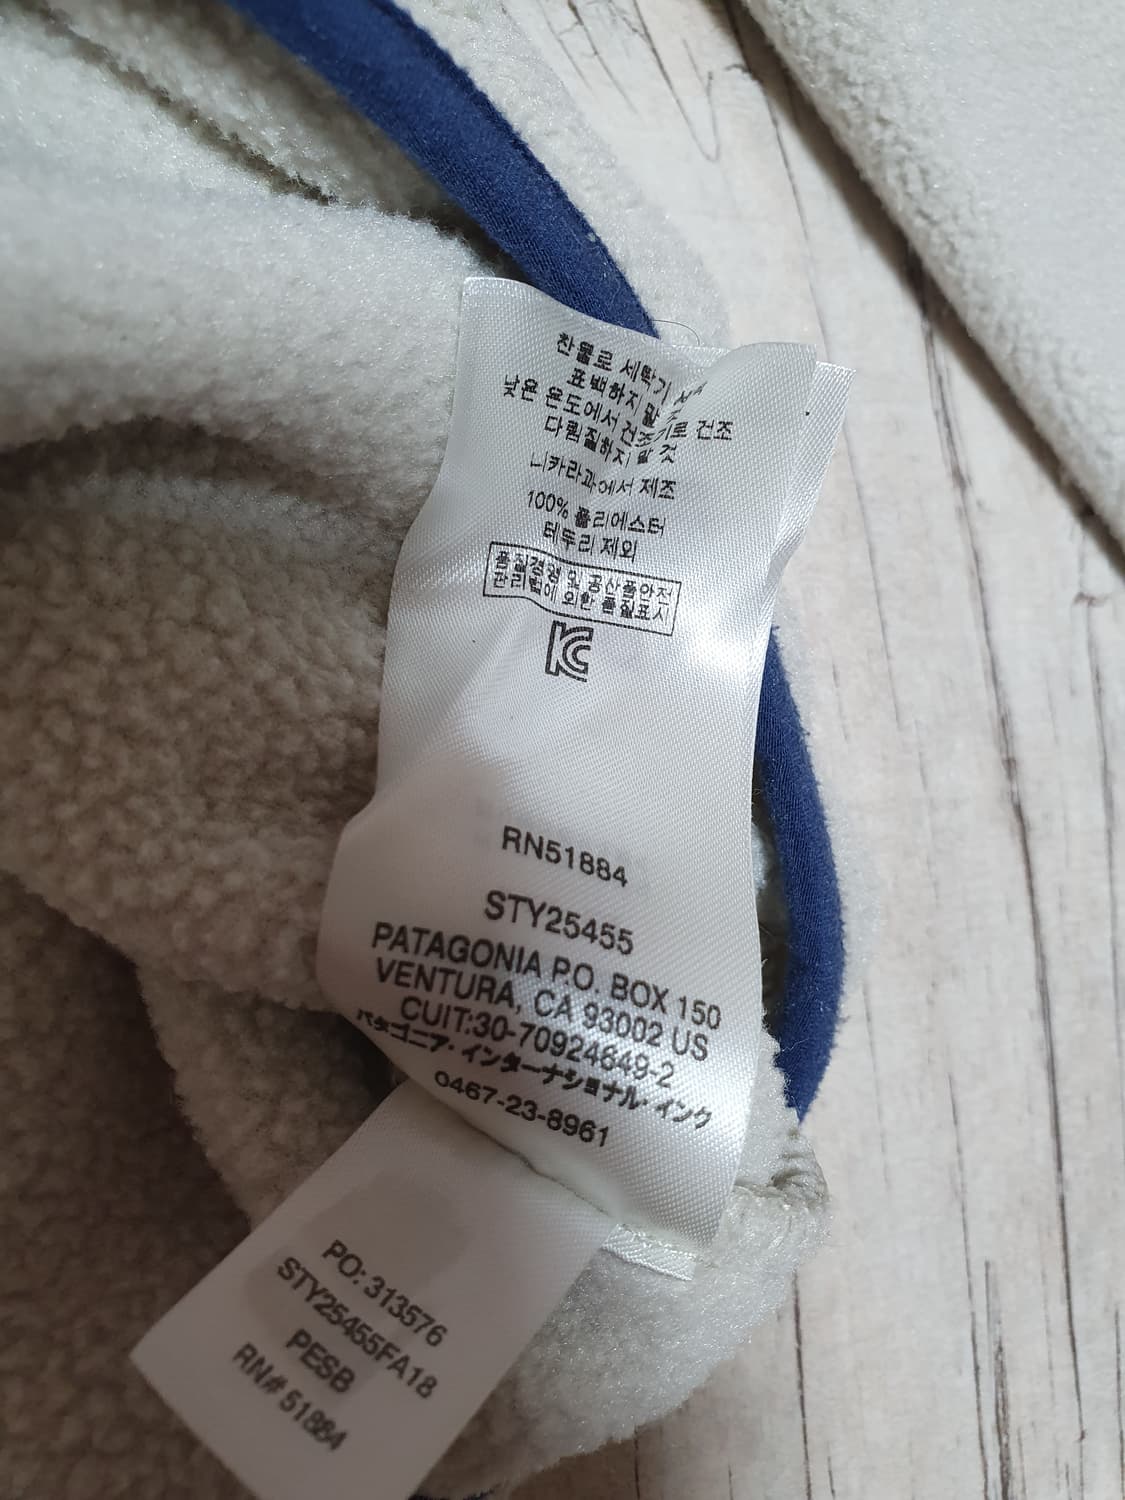 찬물로 세탁기
표백하지 말
낮은 온도에서 건조기로 건조
다림질하지 말 것
니카라과에서 제조
100% 폴리에스터
테두리 제외
품질경영 및 공산품안전
관리법에 의한 품질표시
KC
RN51884
STY25455
PATAGONIA P.O. BOX 150
VENTURA, CA 93002 US
CUIT:30-70924649-2
パタゴニア・インターナショナル・インク
0467-23-8961
PO: 313576
STY25455FA18
PESB
RN# 51884